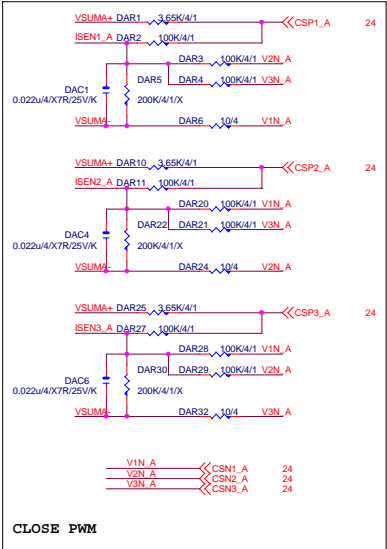 VSUMA+ DAR1 3.65K/4/1 CSP1_A 24
ISEN1_A DAR2 100K/4/1
DAR3 100K/4/1 V2N_A
DAC1 DAR5 DAR4 100K/4/1 V3N_A
0.022u/4/X7R/25V/K 200K/4/1/X
VSUMA- DAR6 10/4 V1N_A
VSUMA+ DAR10 3.65K/4/1 CSP2_A 24
ISEN2_A DAR11 100K/4/1
DAR20 100K/4/1 V1N_A
DAC4 DAR22 DAR21 100K/4/1 V3N_A
0.022u/4/X7R/25V/K 200K/4/1/X
VSUMA- DAR24 10/4 V2N_A
VSUMA+ DAR25 3.65K/4/1 CSP3_A 24
ISEN3_A DAR27 100K/4/1
DAR28 100K/4/1 V1N_A
DAC6 DAR30 DAR29 100K/4/1 V2N_A
0.022u/4/X7R/25V/K 200K/4/1/X
VSUMA- DAR32 10/4 V3N_A
V1N_A CSN1_A 24
V2N_A CSN2_A 24
V3N_A CSN3_A 24
CLOSE PWM